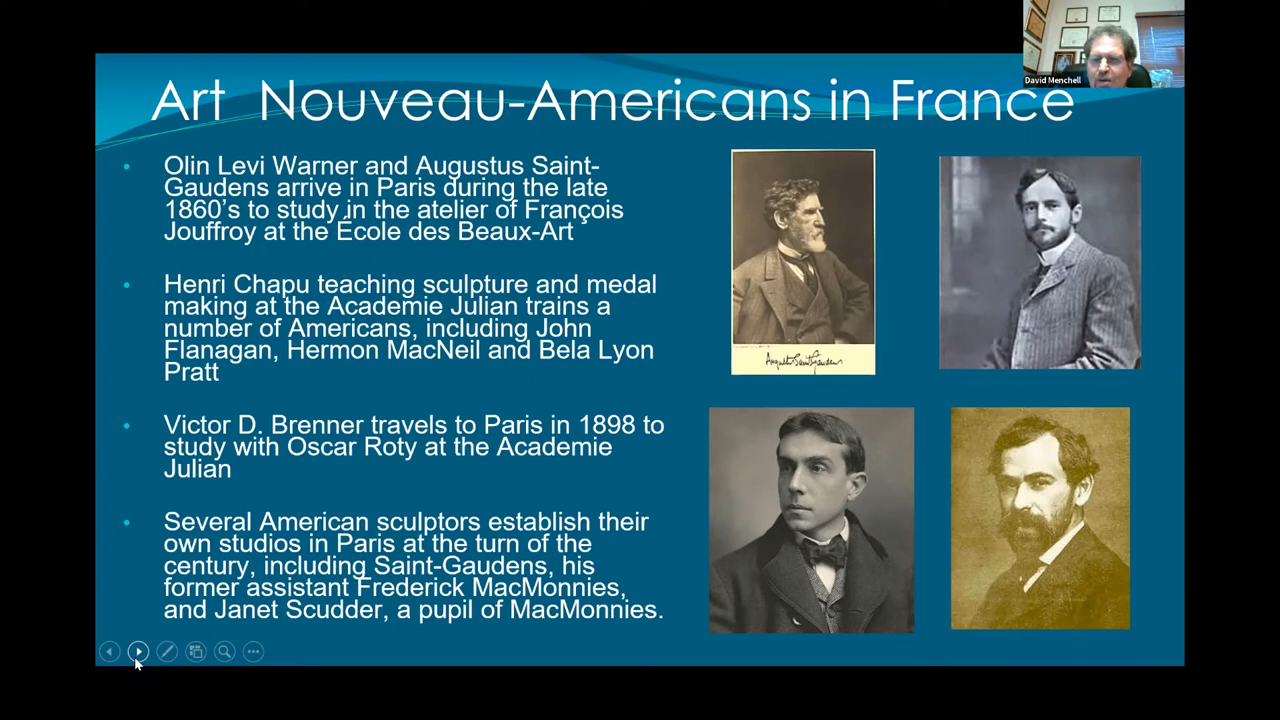 David Menchell
Art Nouveau-Americans in France
• Olin Levi Warner and Augustus Saint-
Gaudens arrive in Paris during the late
1860's to study in the atelier of François
Jouffroy at the École des Beaux-Art
• Henri Chapu teaching sculpture and medal
making at the Academie Julian trains a
number of Americans, including John
Flanagan, Hermon MacNeil and Bela Lyon
Pratt
• Victor D. Brenner travels to Paris in 1898 to
study with Oscar Roty at the Academie
Julian
• Several American sculptors establish their
own studios in Paris at the turn of the
century, including Saint-Gaudens, his
former assistant Frederick MacMonnies,
and Janet Scudder, a pupil of MacMonnies.
Augustus Saint-Gaudens